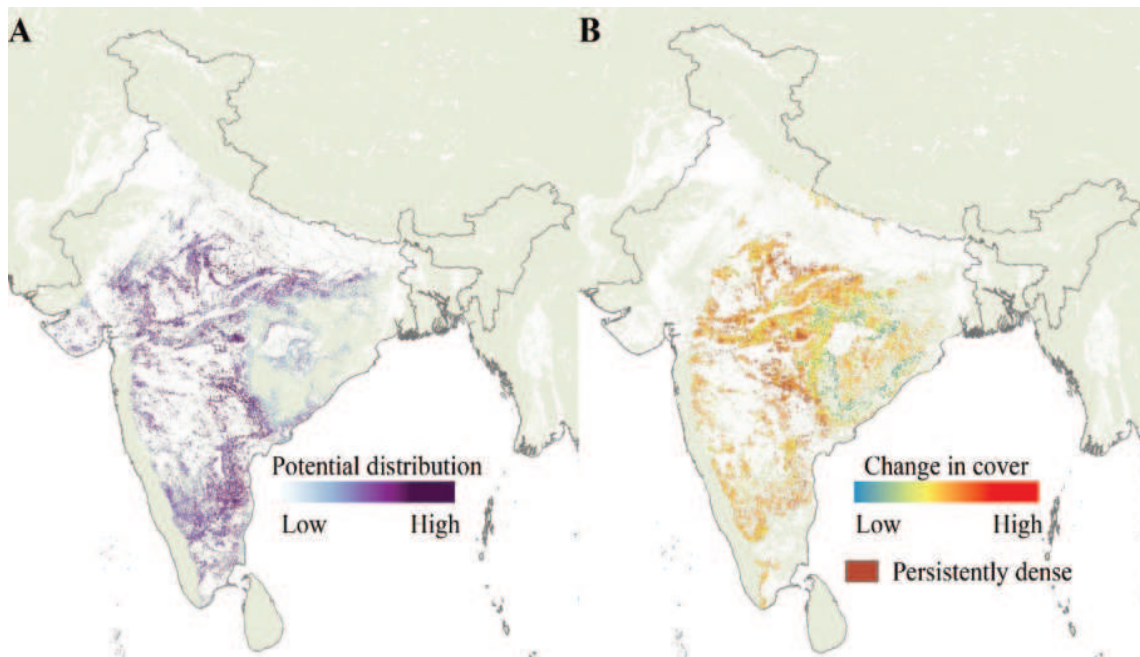 A
B
Potential distribution
Low High
Change in cover
Low High
Persistently dense